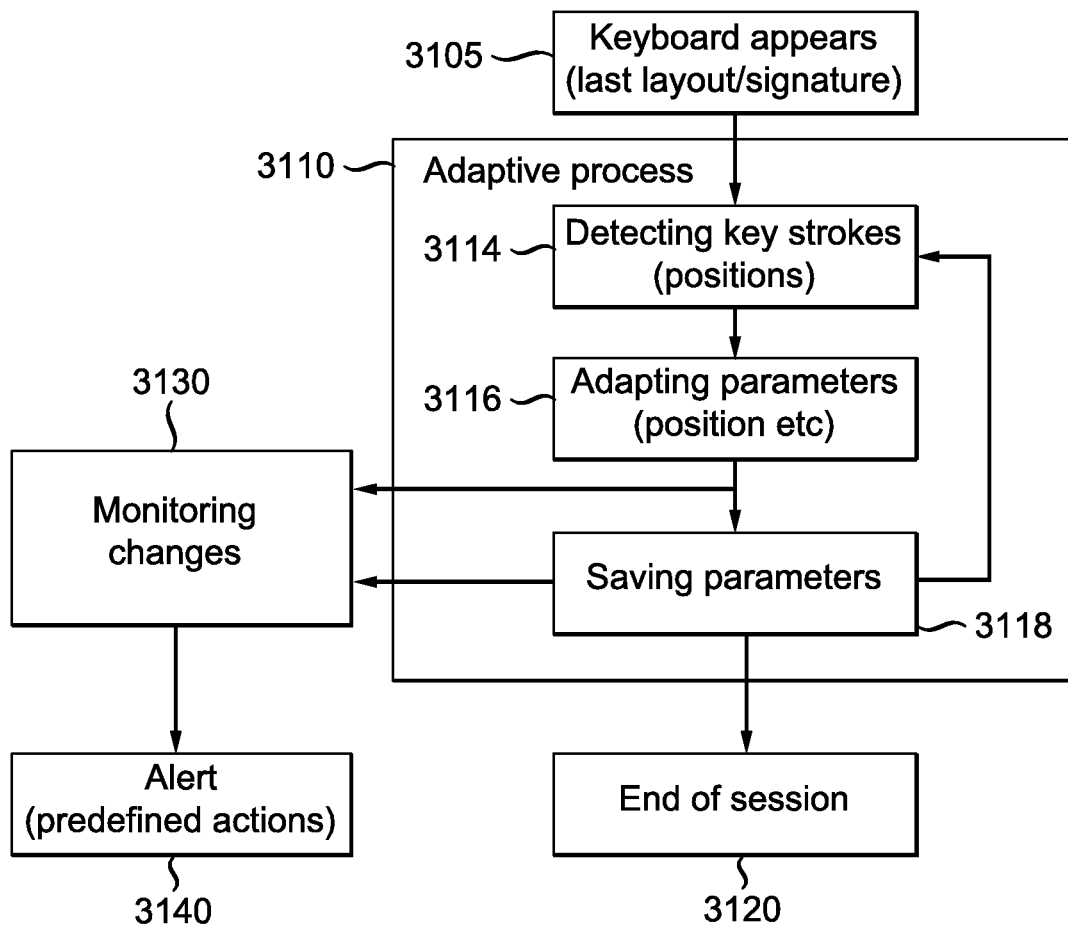 Keyboard appears
(last layout/signature)
3105
3110
Adaptive process
Detecting key strokes
(positions)
3114
Adapting parameters
(position etc)
3116
3130
Monitoring
changes
Saving parameters
3118
Alert
(predefined actions)
3140
End of session
3120